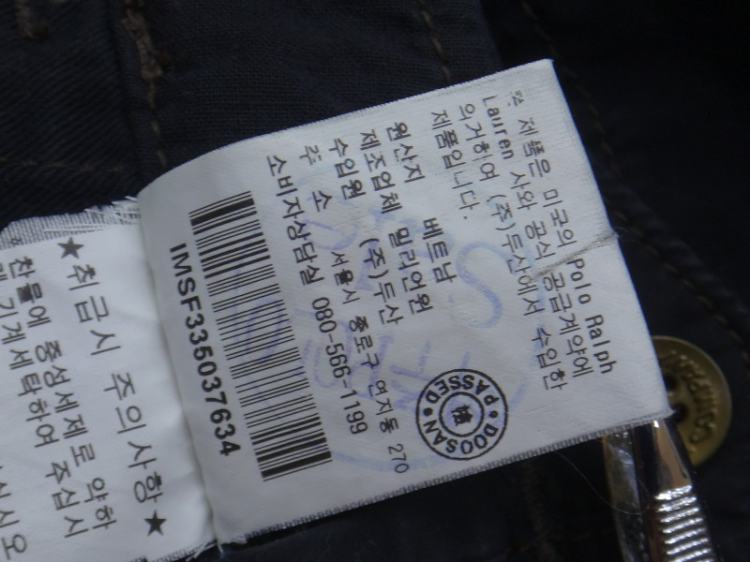 본 제품은 미국의 Polo Ralph
Lauren 사와 공식 공급계약에
의거하여 (주)두산에서 수입한
제품입니다.
원산지 베트남
제조업체 밀리언원
수입원 (주)두산
주 소 서울시 종로구 연지동 270
소비자상담실 080-566-1199
IMSF335037634
DOOSAN PASSED
★취급시 주의사항★
찬물에 중성세제로 약하
게 기계세탁하여 주십시